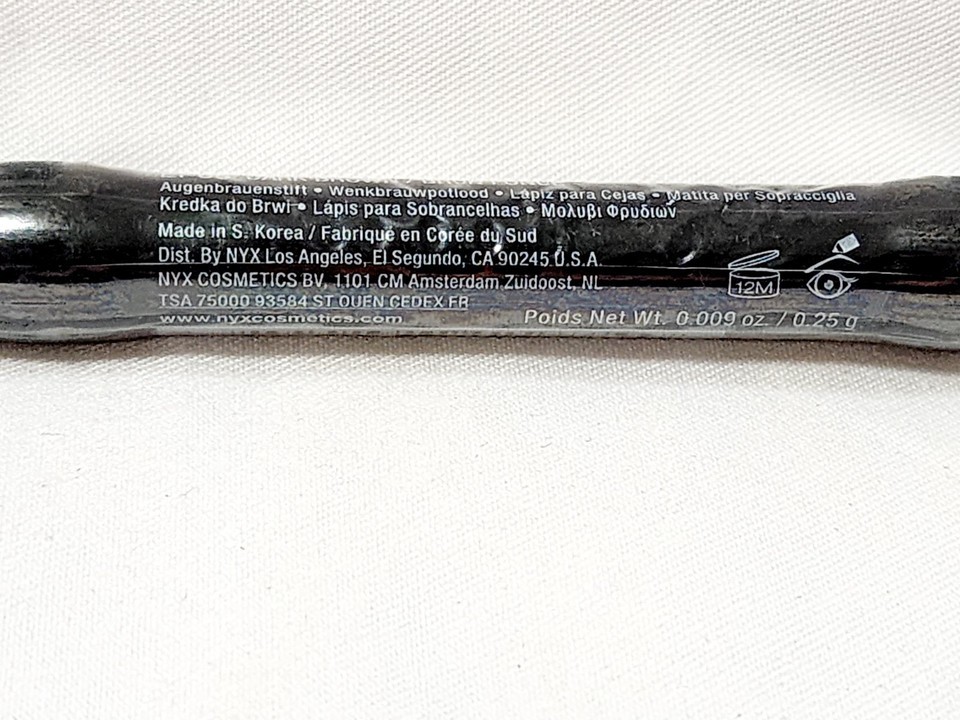 Augenbrauenstift • Wenkbrauwpotlood • Lápiz para Cejas • Matita per Sopracciglia
Kredka do Brwi • Lápis para Sobrancelhas • Μολυβι Φρυδιών
Made in S. Korea / Fabriqué en Corée du Sud
Dist. By NYX Los Angeles, El Segundo, CA 90245 U.S.A.
NYX COSMETICS BV, 1101 CM Amsterdam Zuidoost, NL
12M
TSA 75000 93584 ST OUEN CEDEX FR
www.nyxcosmetics.com Poids Net Wt. 0.009 oz. / 0.25 g